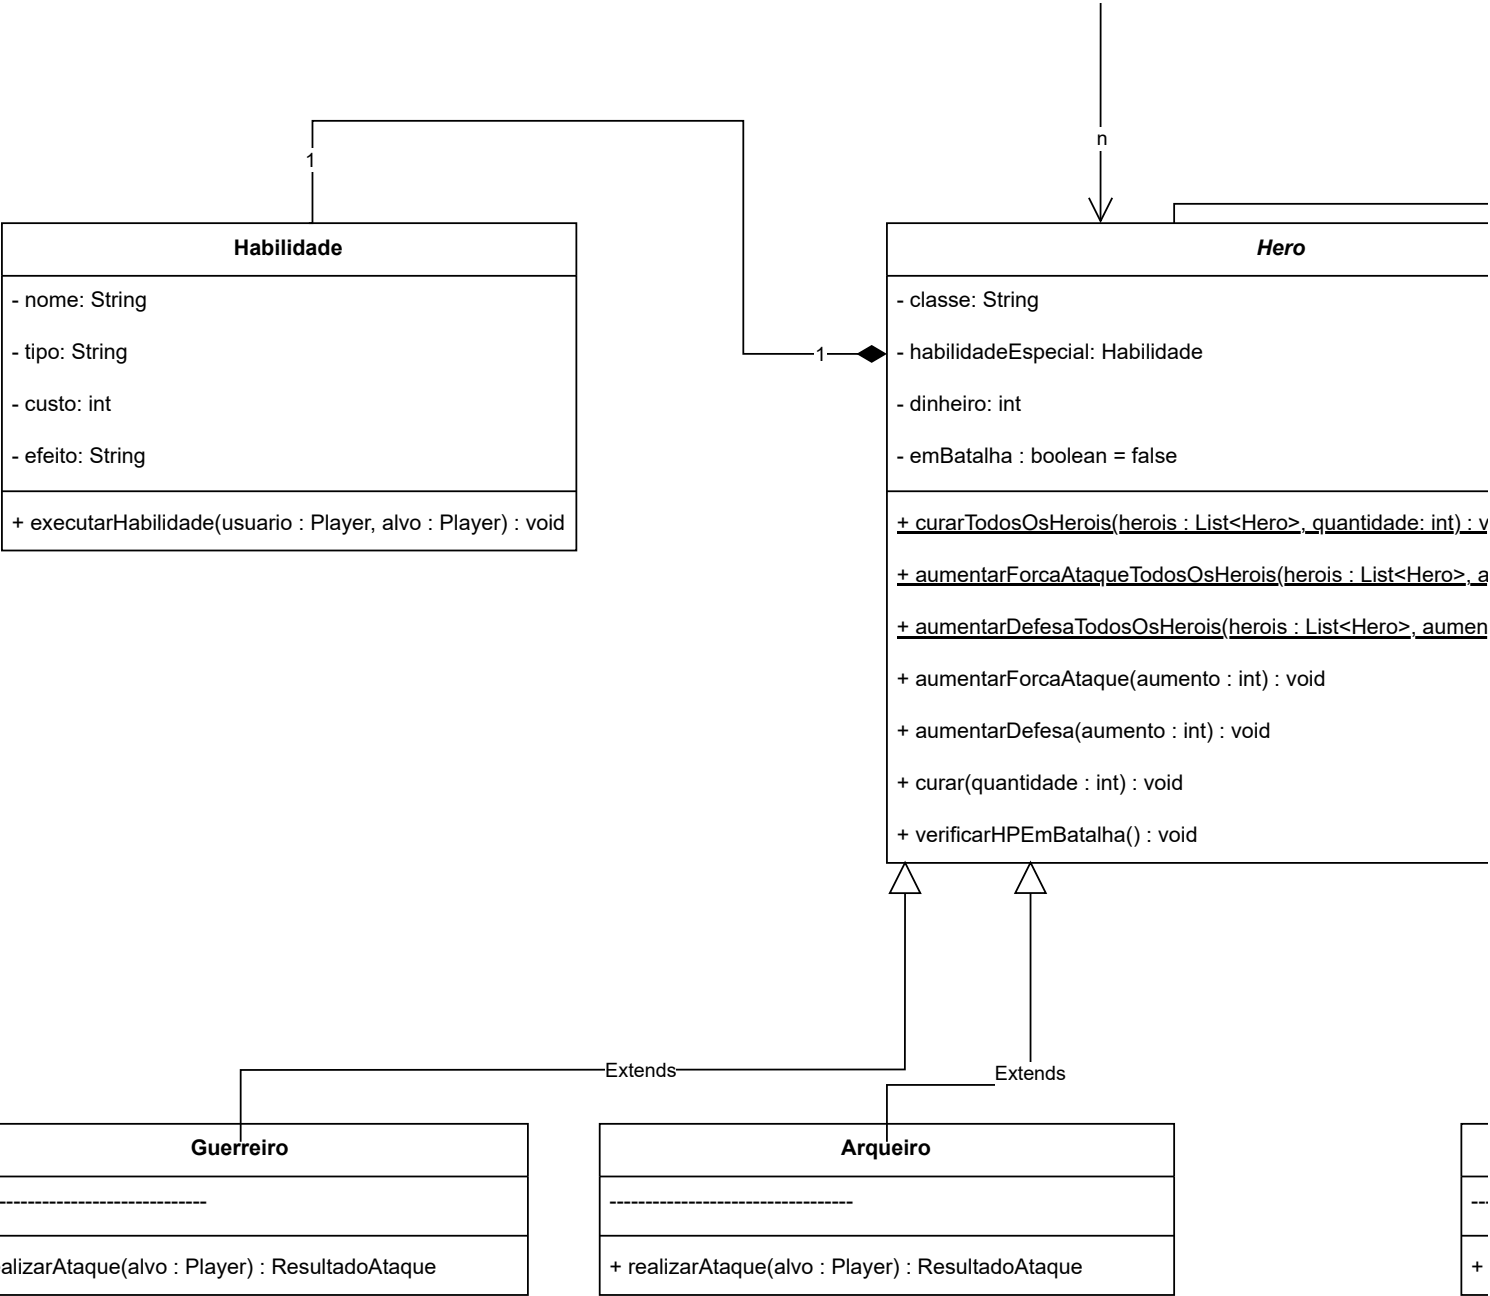 n
1
Habilidade
- nome: String
- tipo: String
- custo: int
- efeito: String
+ executarHabilidade(usuario : Player, alvo : Player) : void
1
Hero
- classe: String
- habilidadeEspecial: Habilidade
- dinheiro: int
- emBatalha : boolean = false
+ curarTodosOsHerois(herois : List<Hero>, quantidade: int) : v
+ aumentarForcaAtaqueTodosOsHerois(herois : List<Hero>, a
+ aumentarDefesaTodosOsHerois(herois : List<Hero>, aumen
+ aumentarForcaAtaque(aumento : int) : void
+ aumentarDefesa(aumento : int) : void
+ curar(quantidade : int) : void
+ verificarHPEmBatalha() : void
Extends
Extends
Guerreiro
-----------------------------
alizarAtaque(alvo : Player) : ResultadoAtaque
Arqueiro
----------------------------------
+ realizarAtaque(alvo : Player) : ResultadoAtaque
--
+